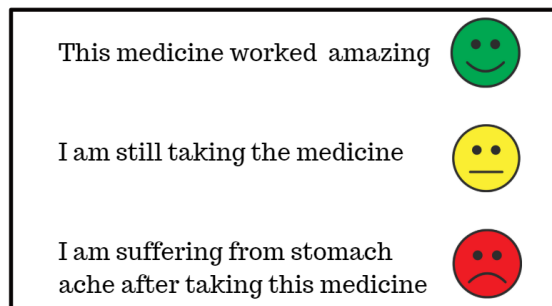 This medicine worked amazing
I am still taking the medicine
I am suffering from stomach
ache after taking this medicine